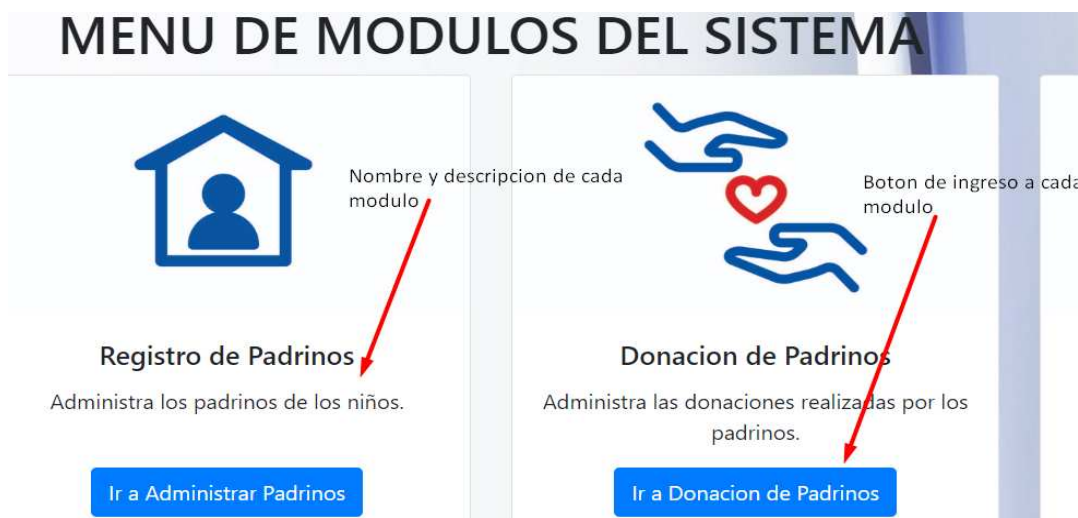 MENU DE MODULOS DEL SISTEMA
Nombre y descripcion de cada
modulo
Registro de Padrinos
Administra los padrinos de los niños.
Ir a Administrar Padrinos
Boton de ingreso a cada
modulo
Donacion de Padrinos
Administra las donaciones realizadas por los
padrinos.
Ir a Donacion de Padrinos